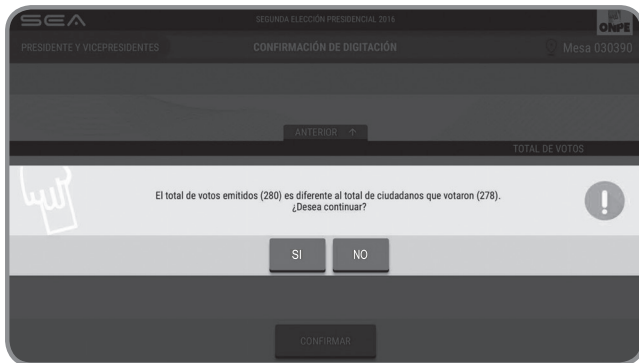 SEA
SEGUNDA ELECCIÓN PRESIDENCIAL 2016
ONPE
PRESIDENTE Y VICEPRESIDENTES
CONFIRMACIÓN DE DIGITACIÓN
Mesa 030390
ANTERIOR ↑
TOTAL DE VOTOS
El total de votos emitidos (280) es diferente al total de ciudadanos que votaron (278).
¿Desea continuar?
SI
NO
CONFIRMAR